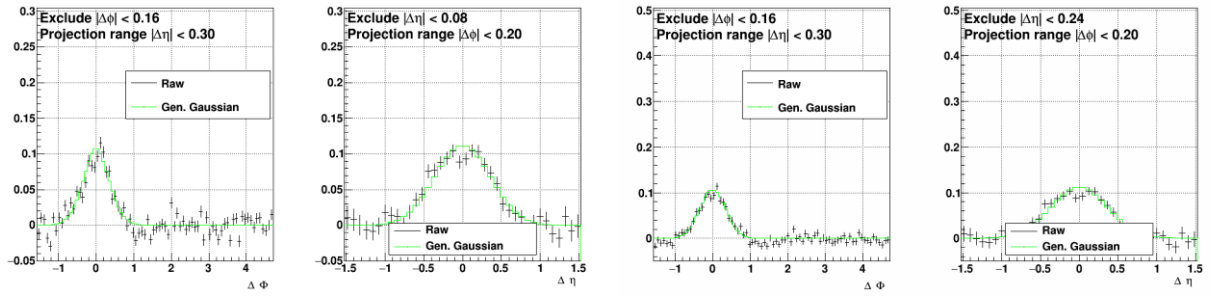 Exclude |Δϕ| < 0.16
Projection range |Δη| < 0.30
0.3
0.25
0.2
0.15
0.1
0.05
0
−0.05
Raw
Gen. Gaussian
−1 0 1 2 3 4
Δ Φ
Exclude |Δη| < 0.08
Projection range |Δϕ| < 0.20
0.3
0.25
0.2
0.15
0.1
0.05
0
−0.05
Raw
Gen. Gaussian
−1.5 −1 −0.5 0 0.5 1 1.5
Δ η
Exclude |Δϕ| < 0.16
Projection range |Δη| < 0.30
0.5
0.4
0.3
0.2
0.1
0
Raw
Gen. Gaussian
−1 0 1 2 3 4
Δ Φ
Exclude |Δη| < 0.24
Projection range |Δϕ| < 0.20
0.5
0.4
0.3
0.2
0.1
0
Raw
Gen. Gaussian
−1.5 −1 −0.5 0 0.5 1 1.5
Δ η